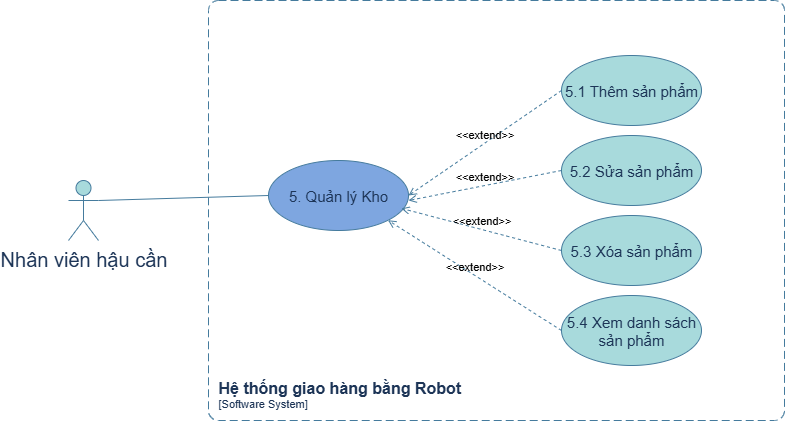 5.1 Thêm sản phẩm
<<extend>>
5.2 Sửa sản phẩm
<<extend>>
5. Quản lý Kho
<<extend>>
5.3 Xóa sản phẩm
Nhân viên hậu cần
<<extend>>
5.4 Xem danh sách
sản phẩm
Hệ thống giao hàng bằng Robot
[Software System]